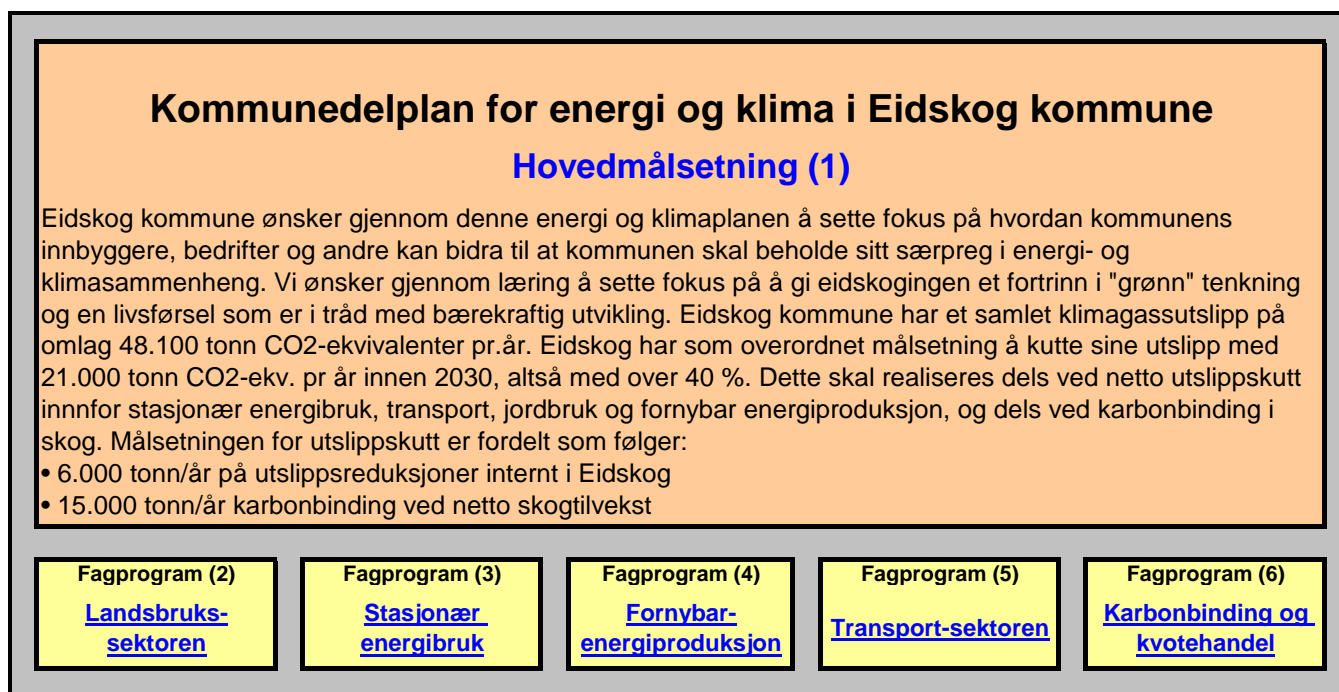 Kommunedelplan for energi og klima i Eidskog kommune
Hovedmålsetning (1)
Eidskog kommune ønsker gjennom denne energi og klimaplanen å sette fokus på hvordan kommunens
innbyggere, bedrifter og andre kan bidra til at kommunen skal beholde sitt særpreg i energi- og
klimasammenheng. Vi ønsker gjennom læring å sette fokus på å gi eidskogingen et fortrinn i "grønn" tenkning
og en livsførsel som er i tråd med bærekraftig utvikling. Eidskog kommune har et samlet klimagassutslipp på
omlag 48.100 tonn CO2-ekvivalenter pr.år. Eidskog har som overordnet målsetning å kutte sine utslipp med
21.000 tonn CO2-ekv. pr år innen 2030, altså med over 40 %. Dette skal realiseres dels ved netto utslippskutt
innnfor stasjonær energibruk, transport, jordbruk og fornybar energiproduksjon, og dels ved karbonbinding i
skog. Målsetningen for utslippskutt er fordelt som følger:
• 6.000 tonn/år på utslippsreduksjoner internt i Eidskog
• 15.000 tonn/år karbonbinding ved netto skogtilvekst
Fagprogram (2)
Landsbruks-
sektoren
Fagprogram (3)
Stasjonær
energibruk
Fagprogram (4)
Fornybar-
energiproduksjon
Fagprogram (5)
Transport-sektoren
Fagprogram (6)
Karbonbinding og
kvotehandel